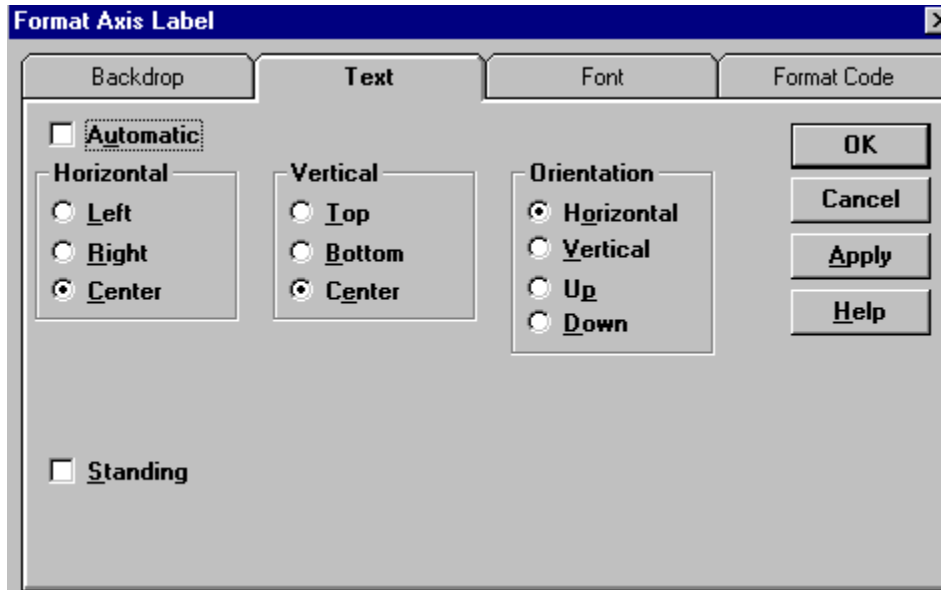 Format Axis Label
Backdrop
Text
Font
Format Code
Automatic
Horizontal
Left
Right
Center
Vertical
Top
Bottom
Center
Orientation
Horizontal
Vertical
Up
Down
OK
Cancel
Apply
Help
Standing